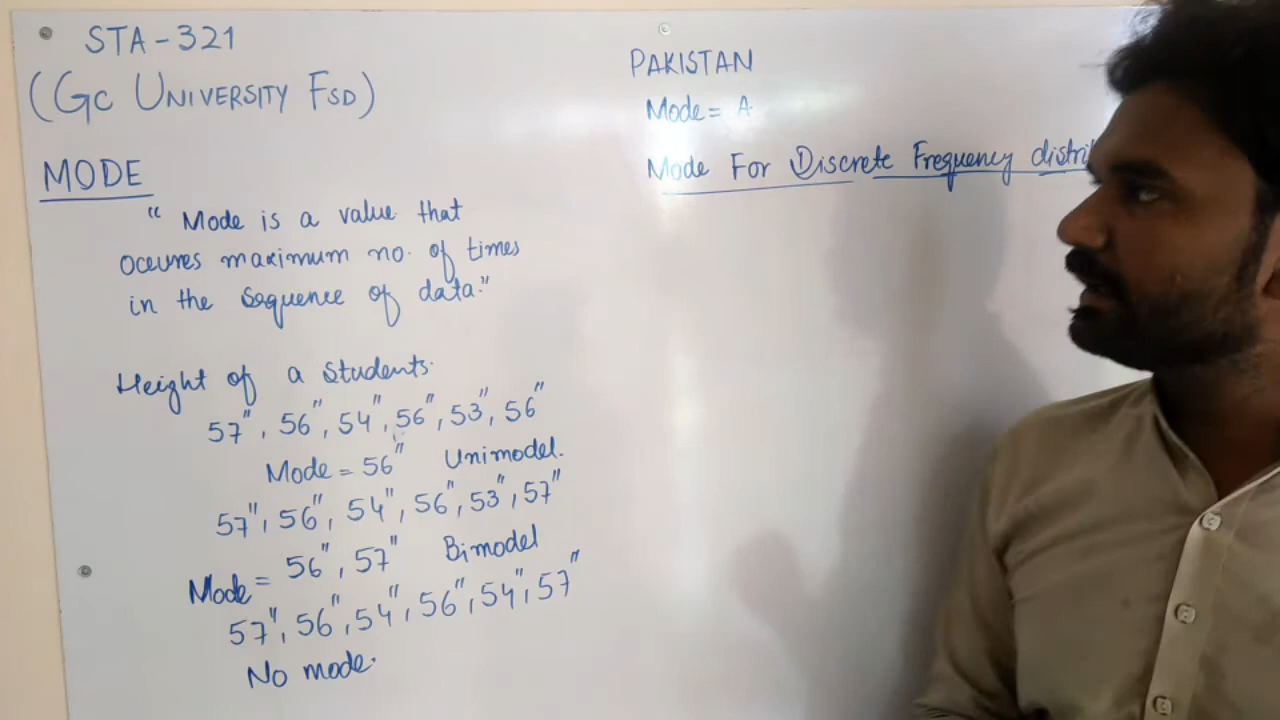 STA-321
(GC UNIVERSITY FSD)
MODE
“ Mode is a value that
occures maximum no. of times
in the Sequence of data.”
Height of a Students.
57", 56", 54", 56", 53", 56"
Mode = 56" Unimodel.
57", 56", 54", 56", 53", 57"
Mode = 56", 57" Bimodel
57", 56", 54", 56", 54", 57"
No mode.
PAKISTAN
Mode = A.
Mode For Discrete Frequency distri